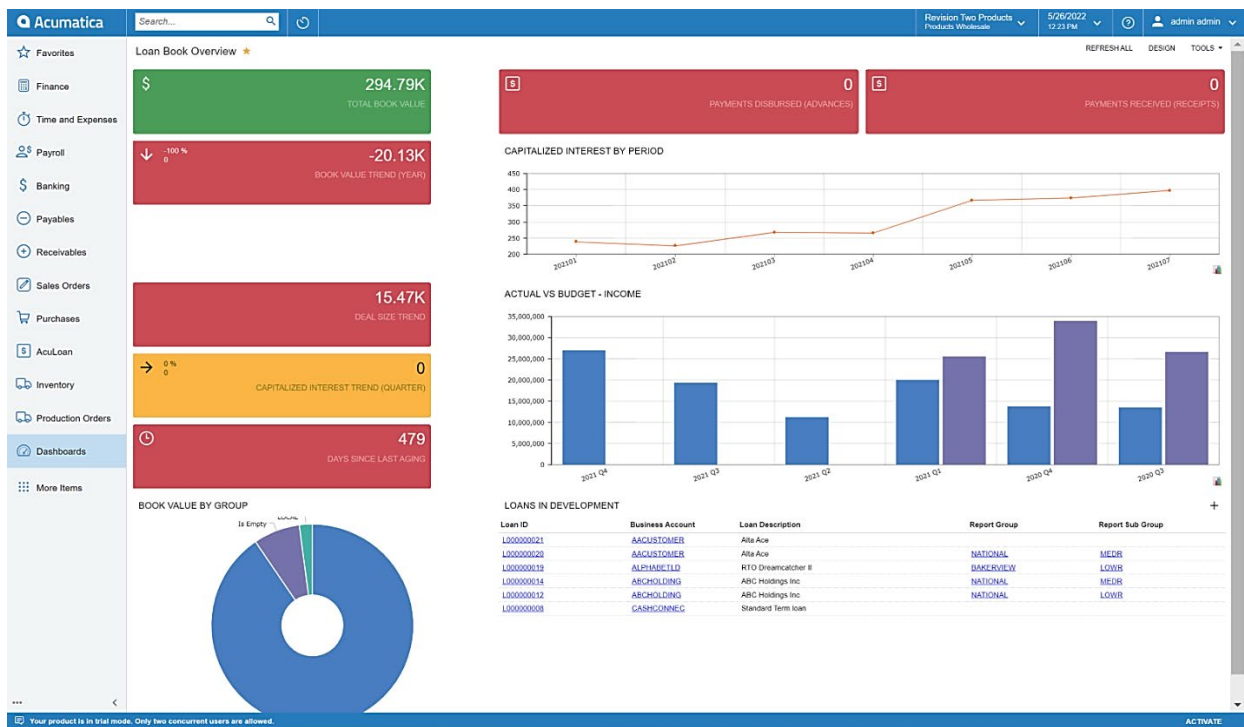 Acumatica
Search...
Revision Two Products
Products Wholesale
5/26/2022
12:23 PM
admin admin
Favorites
Finance
Time and Expenses
Payroll
Banking
Payables
Receivables
Sales Orders
Purchases
AcuLoan
Inventory
Production Orders
Dashboards
More Items
Loan Book Overview
REFRESH ALL DESIGN TOOLS
$ 294.79K
TOTAL BOOK VALUE
-100 %
0
-20.13K
BOOK VALUE TREND (YEAR)
15.47K
DEAL SIZE TREND
0 %
0
0
CAPITALIZED INTEREST TREND (QUARTER)
479
DAYS SINCE LAST AGING
BOOK VALUE BY GROUP
LOCAL
Is Empty
$ 0
PAYMENTS DISBURSED (ADVANCES)
$ 0
PAYMENTS RECEIVED (RECEIPTS)
CAPITALIZED INTEREST BY PERIOD
450
400
350
300
250
200
202101 202102 202103 202104 202105 202106 202107
ACTUAL VS BUDGET - INCOME
35,000,000
30,000,000
25,000,000
20,000,000
15,000,000
10,000,000
5,000,000
0
2021 Q4 2021 Q3 2021 Q2 2021 Q1 2020 Q4 2020 Q3
LOANS IN DEVELOPMENT
Loan ID Business Account Loan Description Report Group Report Sub Group
L000000021 AACUSTOMER Alta Ace
L000000020 AACUSTOMER Alta Ace NATIONAL MEDR
L000000019 ALPHABETLD RTO Dreamcatcher II BAKERVIEW LOWR
L000000014 ABCHOLDING ABC Holdings Inc NATIONAL MEDR
L000000012 ABCHOLDING ABC Holdings Inc NATIONAL LOWR
L000000008 CASHCONNEC Standard Term loan
Your product is in trial mode. Only two concurrent users are allowed.
ACTIVATE